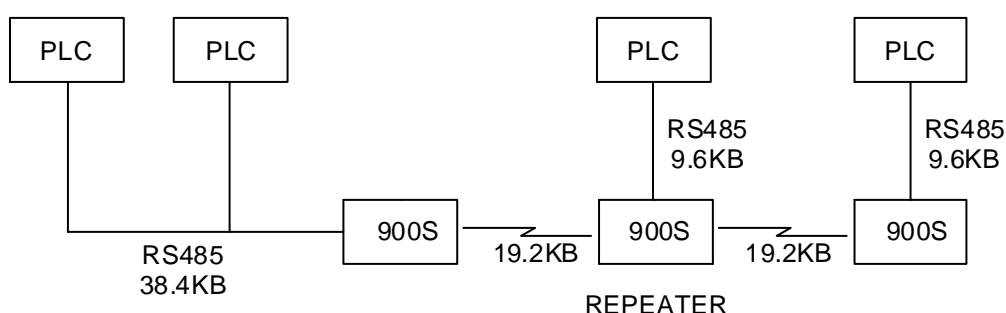 PLC
PLC
PLC
PLC
RS485
9.6KB
RS485
9.6KB
900S
900S
900S
19.2KB
19.2KB
RS485
38.4KB
REPEATER